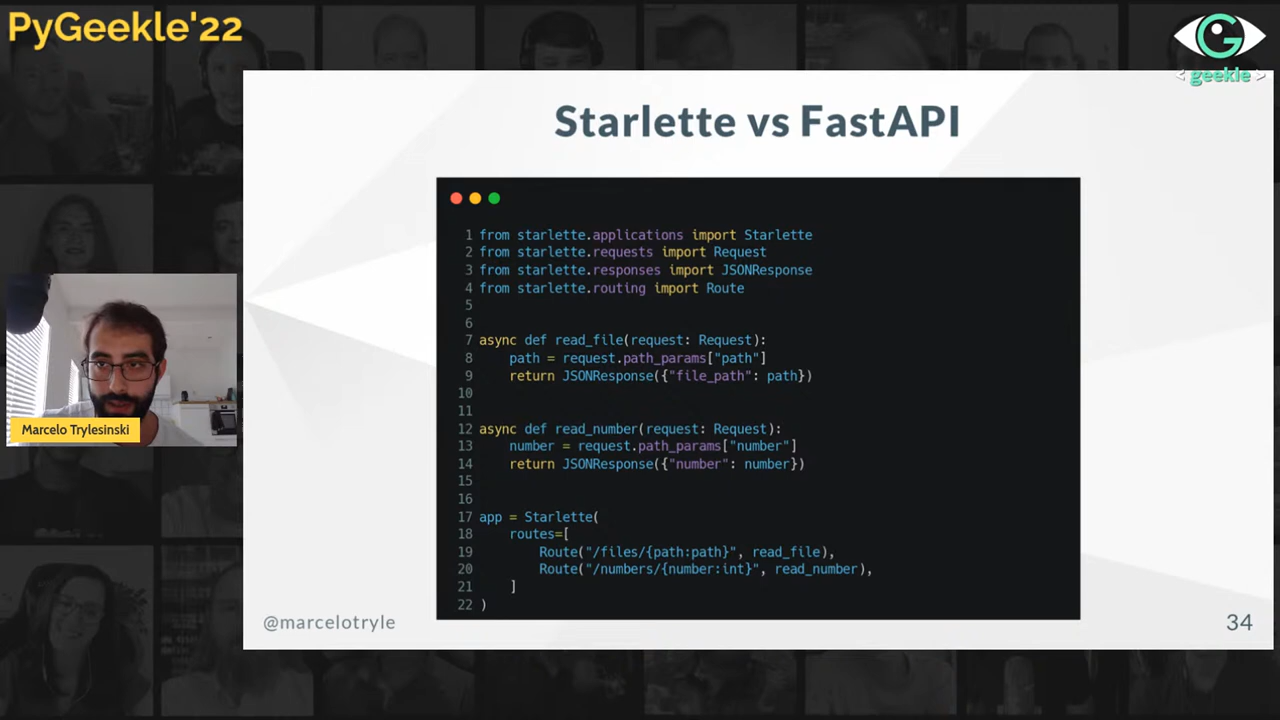 PyGeekle'22
G
< geekle >
Starlette vs FastAPI
1 from starlette.applications import Starlette
2 from starlette.requests import Request
3 from starlette.responses import JSONResponse
4 from starlette.routing import Route
5
6
7 async def read_file(request: Request):
8     path = request.path_params["path"]
9     return JSONResponse({"file_path": path})
10
11
12 async def read_number(request: Request):
13     number = request.path_params["number"]
14     return JSONResponse({"number": number})
15
16
17 app = Starlette(
18     routes=[
19         Route("/files/{path:path}", read_file),
20         Route("/numbers/{number:int}", read_number),
21     ]
22 )
Marcelo Trylesinski
@marcelotryle
34